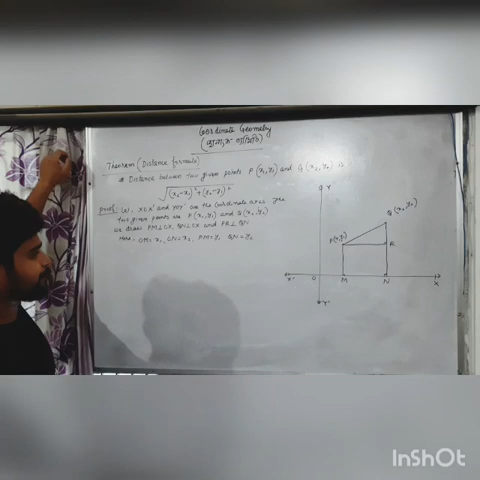 Coordinate Geometry
Theorem (Distance formula)
Distance between two given points P(x₁, y₁) and Q(x₂, y₂) is
√(x₂-x₁)²+(y₂-y₁)²
Proof: XOX' and YOY' are the coordinate axes. The
two given points are P(x₁, y₁) and Q(x₂, y₂)
we draw PM⊥OX, QN⊥OX and PR⊥QN
Here, OM=x₁, ON=x₂, PM=y₁ QN=y₂
Y
Q(x₂, y₂)
P(x₁, y₁)
R
X'
O
M
N
X
Y'
InShOt